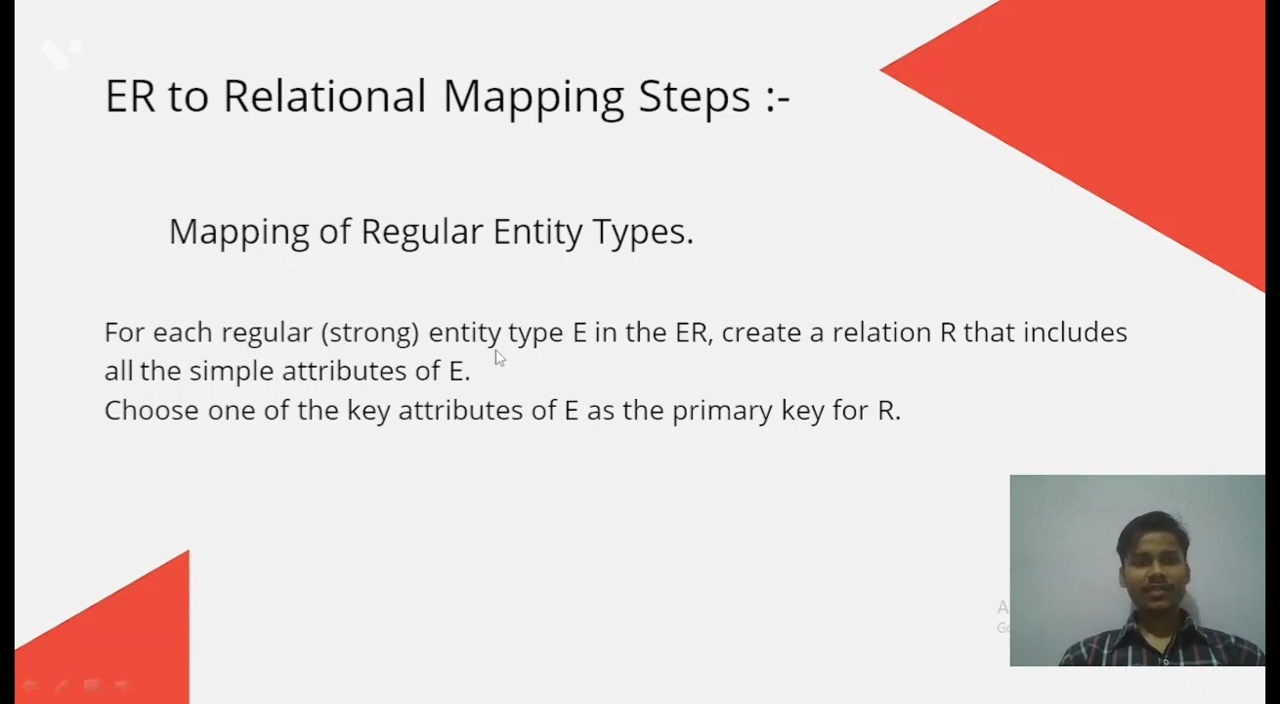 ER to Relational Mapping Steps :-
Mapping of Regular Entity Types.
For each regular (strong) entity type E in the ER, create a relation R that includes
all the simple attributes of E.
Choose one of the key attributes of E as the primary key for R.